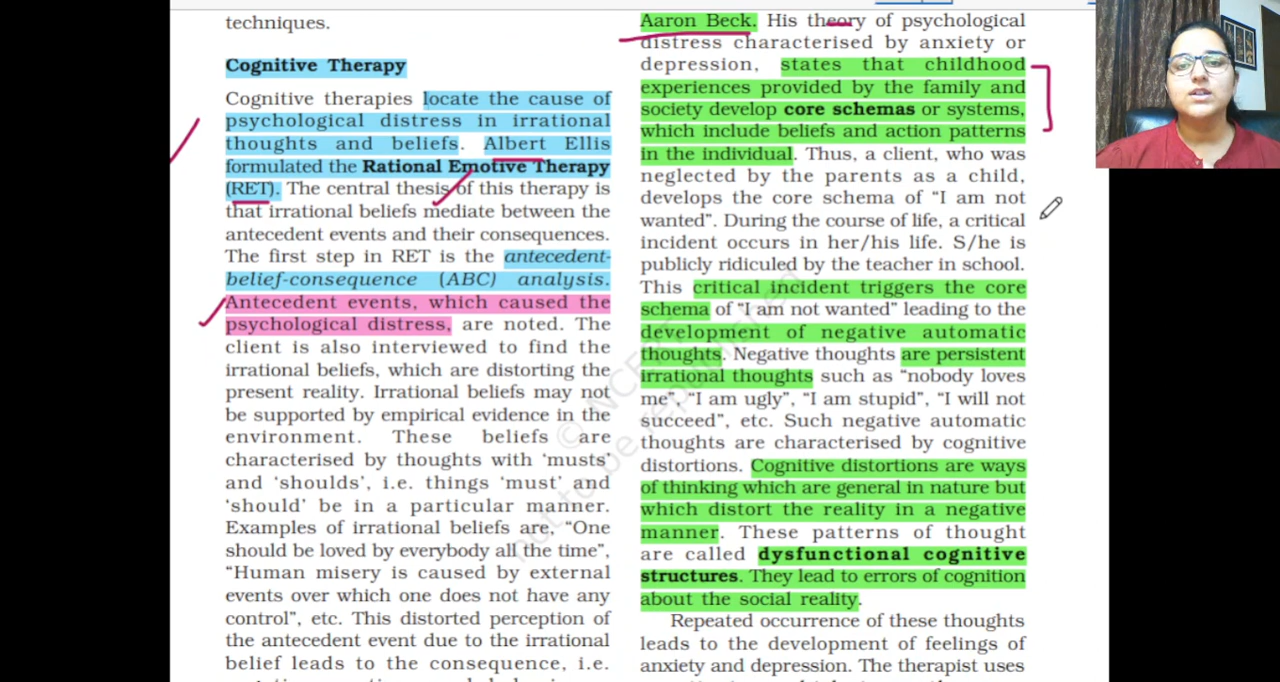 techniques.
Cognitive Therapy
Cognitive therapies locate the cause of
psychological distress in irrational
thoughts and beliefs. Albert Ellis
formulated the Rational Emotive Therapy
(RET). The central thesis of this therapy is
that irrational beliefs mediate between the
antecedent events and their consequences.
The first step in RET is the antecedent-
belief-consequence (ABC) analysis.
Antecedent events, which caused the
psychological distress, are noted. The
client is also interviewed to find the
irrational beliefs, which are distorting the
present reality. Irrational beliefs may not
be supported by empirical evidence in the
environment. These beliefs are
characterised by thoughts with ‘musts’
and ‘shoulds’, i.e. things ‘must’ and
‘should’ be in a particular manner.
Examples of irrational beliefs are, “One
should be loved by everybody all the time”,
“Human misery is caused by external
events over which one does not have any
control”, etc. This distorted perception of
the antecedent event due to the irrational
belief leads to the consequence, i.e.
Aaron Beck. His theory of psychological
distress characterised by anxiety or
depression, states that childhood
experiences provided by the family and
society develop core schemas or systems,
which include beliefs and action patterns
in the individual. Thus, a client, who was
neglected by the parents as a child,
develops the core schema of “I am not
wanted”. During the course of life, a critical
incident occurs in her/his life. S/he is
publicly ridiculed by the teacher in school.
This critical incident triggers the core
schema of “I am not wanted” leading to the
development of negative automatic
thoughts. Negative thoughts are persistent
irrational thoughts such as “nobody loves
me”, “I am ugly”, “I am stupid”, “I will not
succeed”, etc. Such negative automatic
thoughts are characterised by cognitive
distortions. Cognitive distortions are ways
of thinking which are general in nature but
which distort the reality in a negative
manner. These patterns of thought
are called dysfunctional cognitive
structures. They lead to errors of cognition
about the social reality.
Repeated occurrence of these thoughts
leads to the development of feelings of
anxiety and depression. The therapist uses
© NCERT
not to be republished